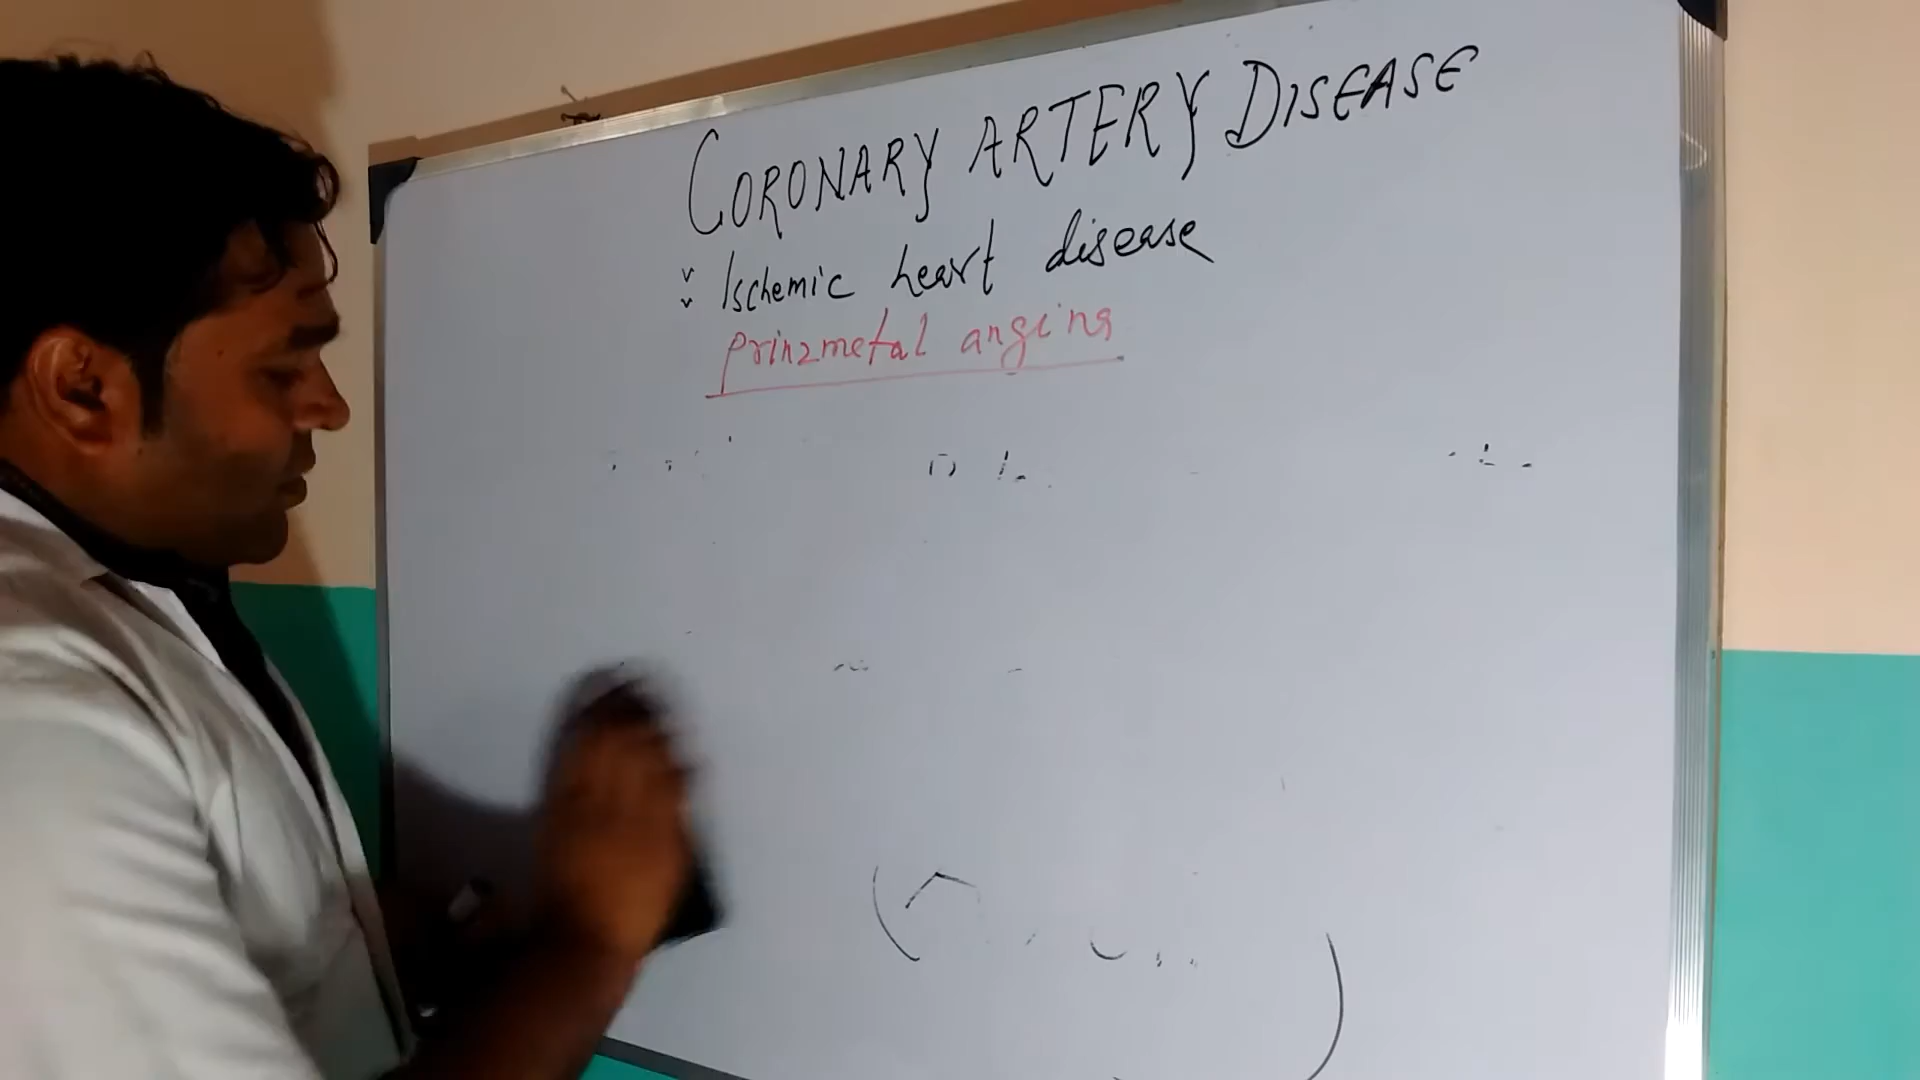 CORONARY ARTERY DISEASE
Ischemic heart disease
prinzmetal angina